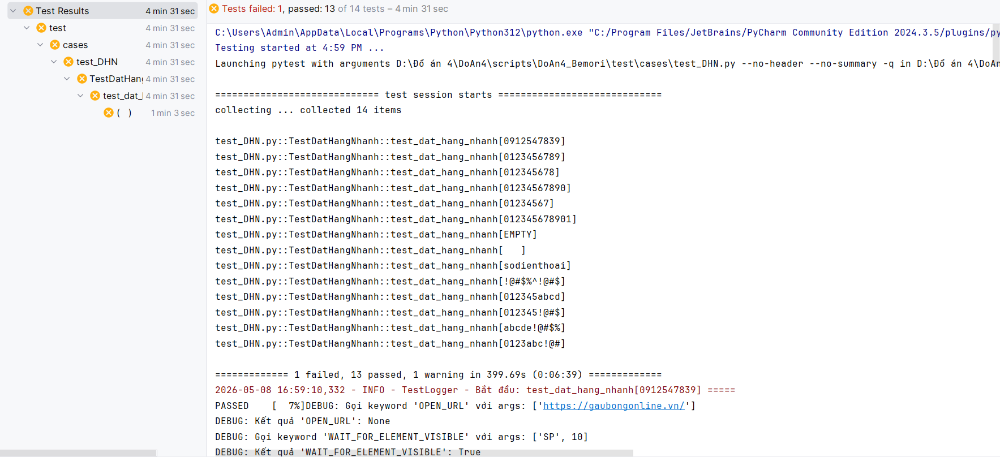 Test Results 4 min 31 sec
test 4 min 31 sec
cases 4 min 31 sec
test_DHN 4 min 31 sec
TestDatHang 4 min 31 sec
test_dat_ 4 min 31 sec
( ) 1 min 3 sec
Tests failed: 1, passed: 13 of 14 tests – 4 min 31 sec
C:\Users\Admin\AppData\Local\Programs\Python\Python312\python.exe "C:/Program Files/JetBrains/PyCharm Community Edition 2024.3.5/plugins/py
Testing started at 4:59 PM ...
Launching pytest with arguments D:\Đồ án 4\DoAn4\scripts\DoAn4_Bemori\test\cases\test_DHN.py --no-header --no-summary -q in D:\Đồ án 4\DoAn
============================= test session starts =============================
collecting ... collected 14 items
test_DHN.py::TestDatHangNhanh::test_dat_hang_nhanh[0912547839]
test_DHN.py::TestDatHangNhanh::test_dat_hang_nhanh[0123456789]
test_DHN.py::TestDatHangNhanh::test_dat_hang_nhanh[012345678]
test_DHN.py::TestDatHangNhanh::test_dat_hang_nhanh[01234567890]
test_DHN.py::TestDatHangNhanh::test_dat_hang_nhanh[01234567]
test_DHN.py::TestDatHangNhanh::test_dat_hang_nhanh[012345678901]
test_DHN.py::TestDatHangNhanh::test_dat_hang_nhanh[EMPTY]
test_DHN.py::TestDatHangNhanh::test_dat_hang_nhanh[   ]
test_DHN.py::TestDatHangNhanh::test_dat_hang_nhanh[sodienthoai]
test_DHN.py::TestDatHangNhanh::test_dat_hang_nhanh[!@#$%^!@#$]
test_DHN.py::TestDatHangNhanh::test_dat_hang_nhanh[012345abcd]
test_DHN.py::TestDatHangNhanh::test_dat_hang_nhanh[012345!@#$]
test_DHN.py::TestDatHangNhanh::test_dat_hang_nhanh[abcde!@#$%]
test_DHN.py::TestDatHangNhanh::test_dat_hang_nhanh[0123abc!@#]
============= 1 failed, 13 passed, 1 warning in 399.69s (0:06:39) =============
2026-05-08 16:59:10,332 - INFO - TestLogger - Bắt đầu: test_dat_hang_nhanh[0912547839] =====
PASSED    [  7%]DEBUG: Gọi keyword 'OPEN_URL' với args: ['https://gaubongonline.vn/']
DEBUG: Kết quả 'OPEN_URL': None
DEBUG: Gọi keyword 'WAIT_FOR_ELEMENT_VISIBLE' với args: ['SP', 10]
DEBUG: Kết quả 'WAIT_FOR_ELEMENT_VISIBLE': True